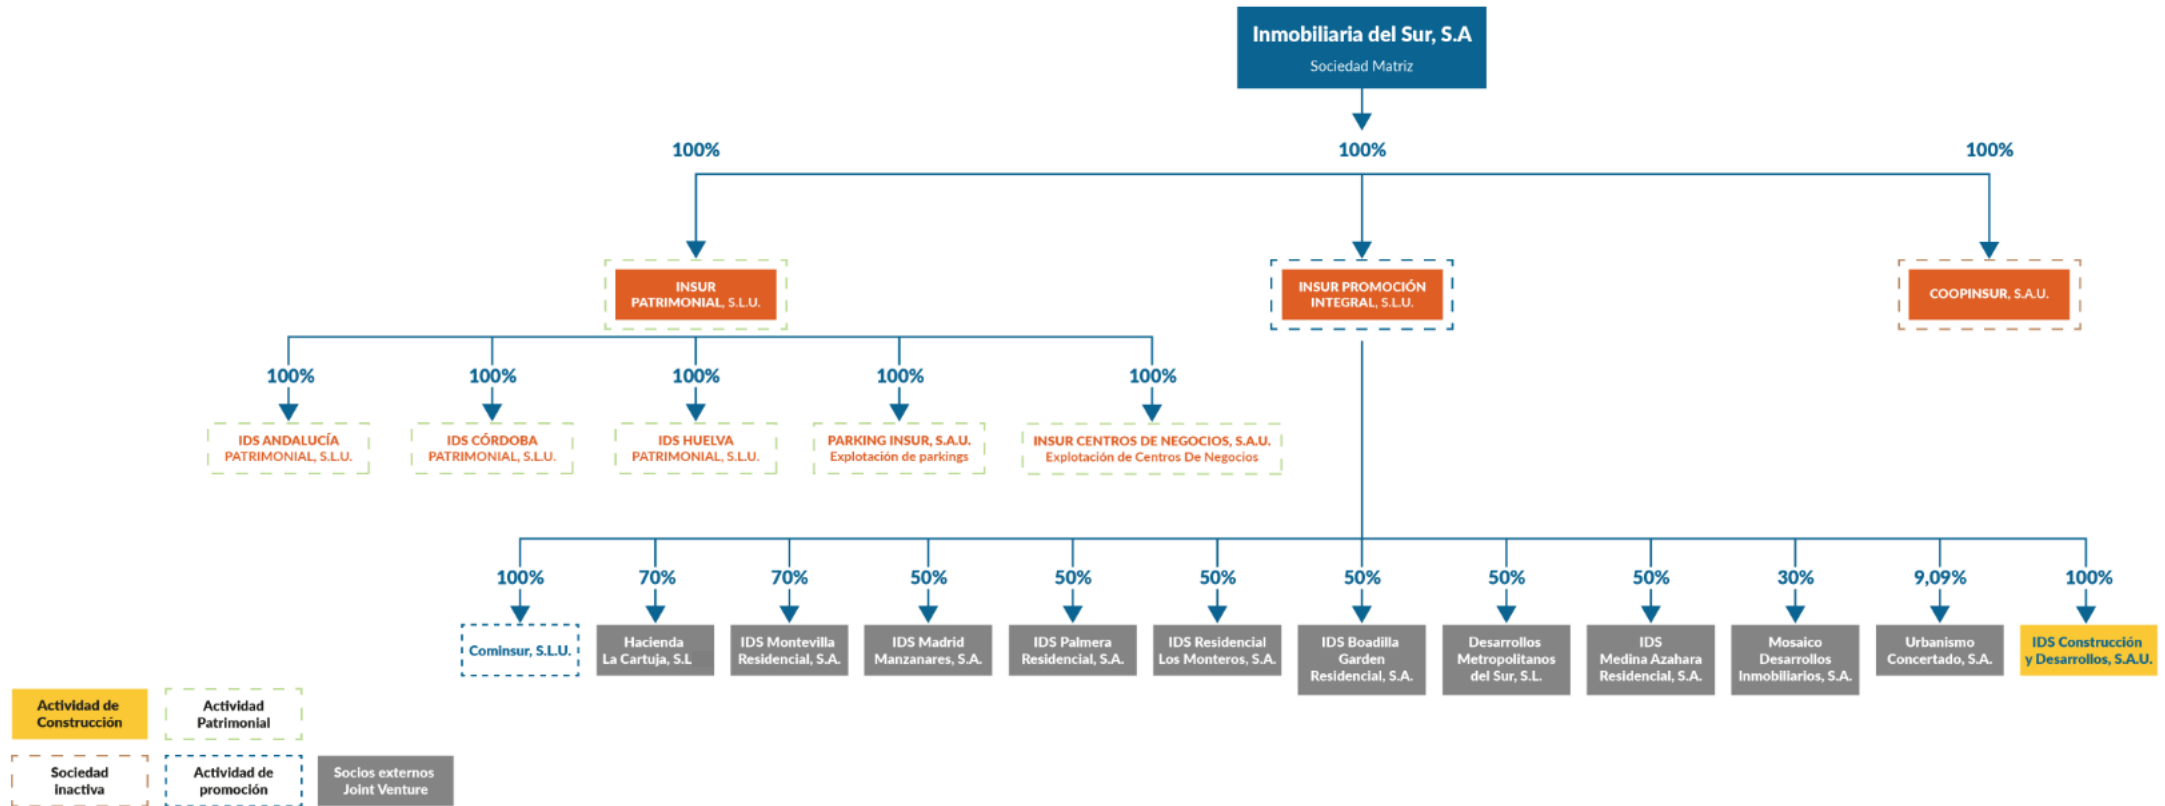 Inmobiliaria del Sur, S.A
Sociedad Matriz
100%
100%
100%
INSUR
PATRIMONIAL, S.L.U.
INSUR PROMOCIÓN
INTEGRAL, S.L.U.
COOPINSUR, S.A.U.
100%
100%
100%
100%
100%
IDS ANDALUCÍA
PATRIMONIAL, S.L.U.
IDS CÓRDOBA
PATRIMONIAL, S.L.U.
IDS HUELVA
PATRIMONIAL, S.L.U.
PARKING INSUR, S.A.U.
Explotación de parkings
INSUR CENTROS DE NEGOCIOS, S.A.U.
Explotación de Centros De Negocios
100%
70%
70%
50%
50%
50%
50%
50%
50%
30%
9,09%
100%
Cominsur, S.L.U.
Hacienda
La Cartuja, S.L
IDS Montevilla
Residencial, S.A.
IDS Madrid
Manzanares, S.A.
IDS Palmera
Residencial, S.A.
IDS Residencial
Los Monteros, S.A.
IDS Boadilla
Garden
Residencial, S.A.
Desarrollos
Metropolitanos
del Sur, S.L.
IDS
Medina Azahara
Residencial, S.A.
Mosaico
Desarrollos
Inmobiliarios, S.A.
Urbanismo
Concertado, S.A.
IDS Construcción
y Desarrollos, S.A.U.
Actividad de
Construcción
Actividad
Patrimonial
Sociedad
inactiva
Actividad de
promoción
Socios externos
Joint Venture